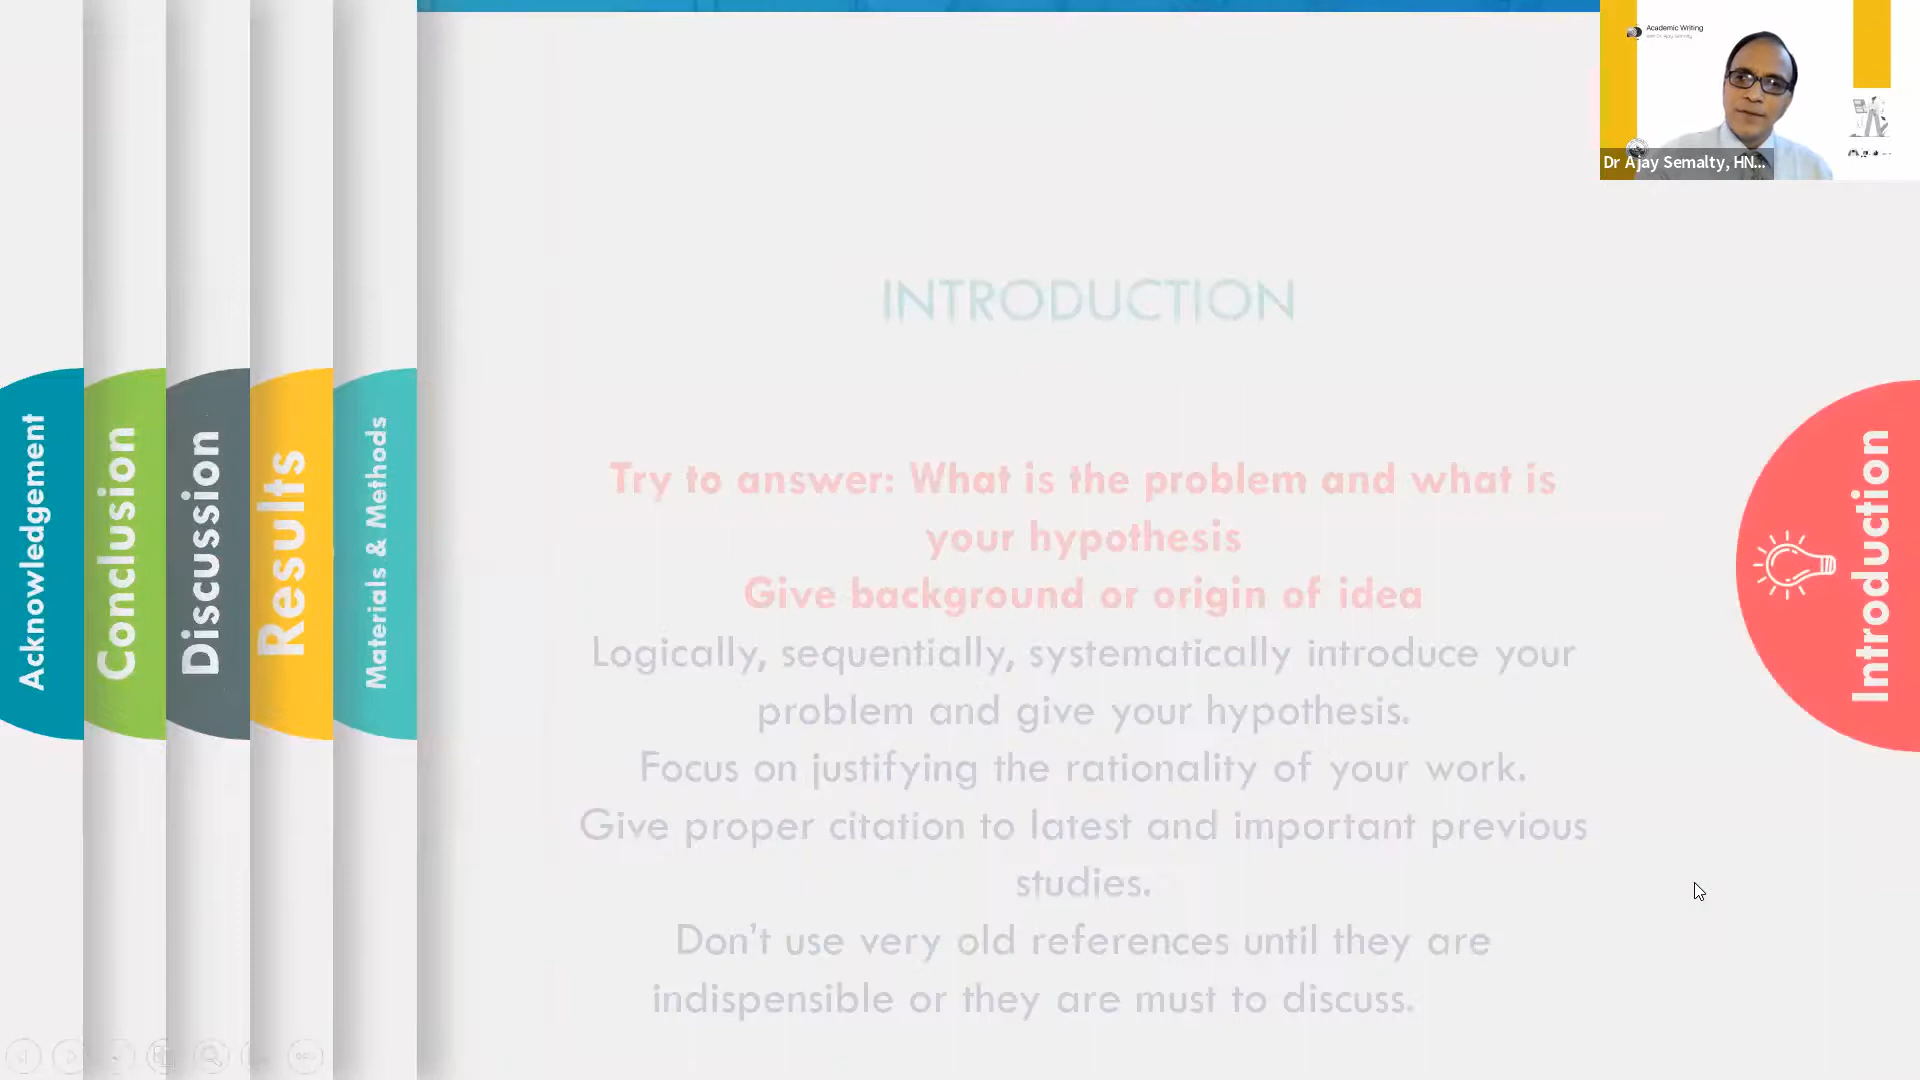 Academic Writing
Dr Ajay Semalty, HN...
INTRODUCTION
Try to answer: What is the problem and what is
your hypothesis
Give background or origin of idea
Logically, sequentially, systematically introduce your
problem and give your hypothesis.
Focus on justifying the rationality of your work.
Give proper citation to latest and important previous
studies.
Don't use very old references until they are
indispensible or they are must to discuss.
Acknowledgement
Conclusion
Discussion
Results
Materials & Methods
Introduction